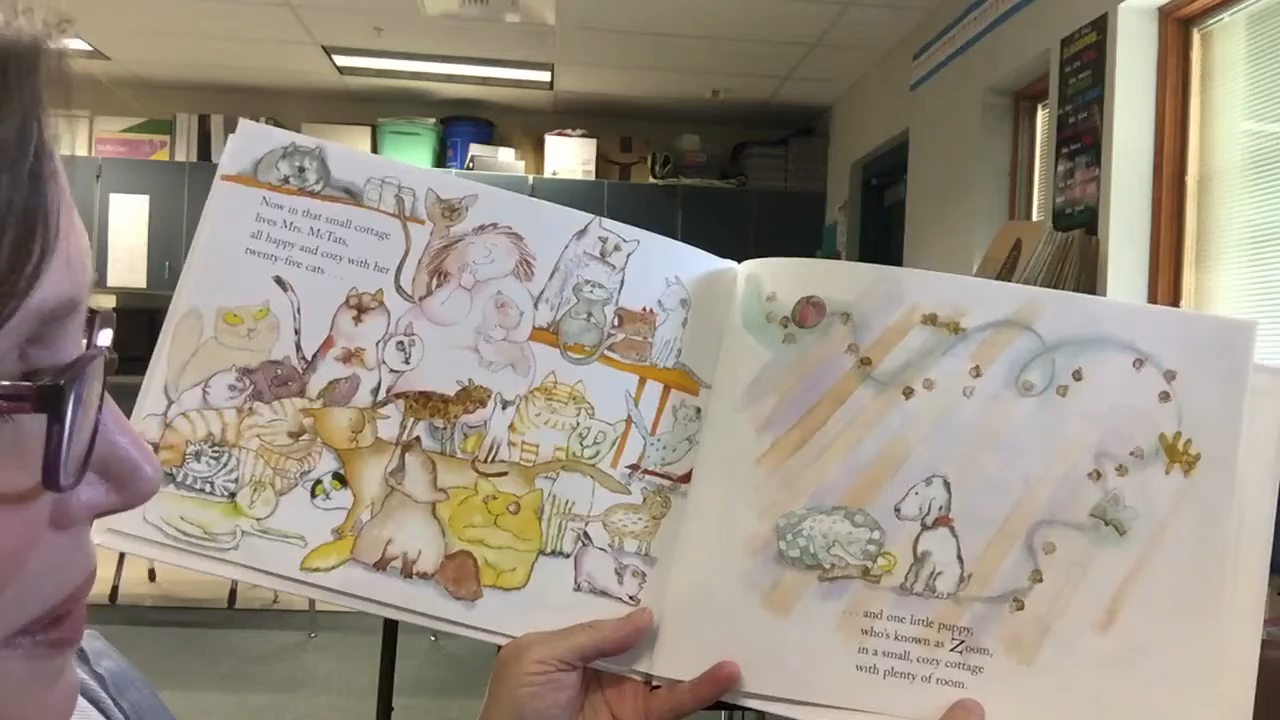 Now in that small cottage
lives Mrs. McTats,
all happy and cozy with her
twenty-five cats . . .
. . . and one little puppy,
who's known as Zoom,
in a small, cozy cottage
with plenty of room.